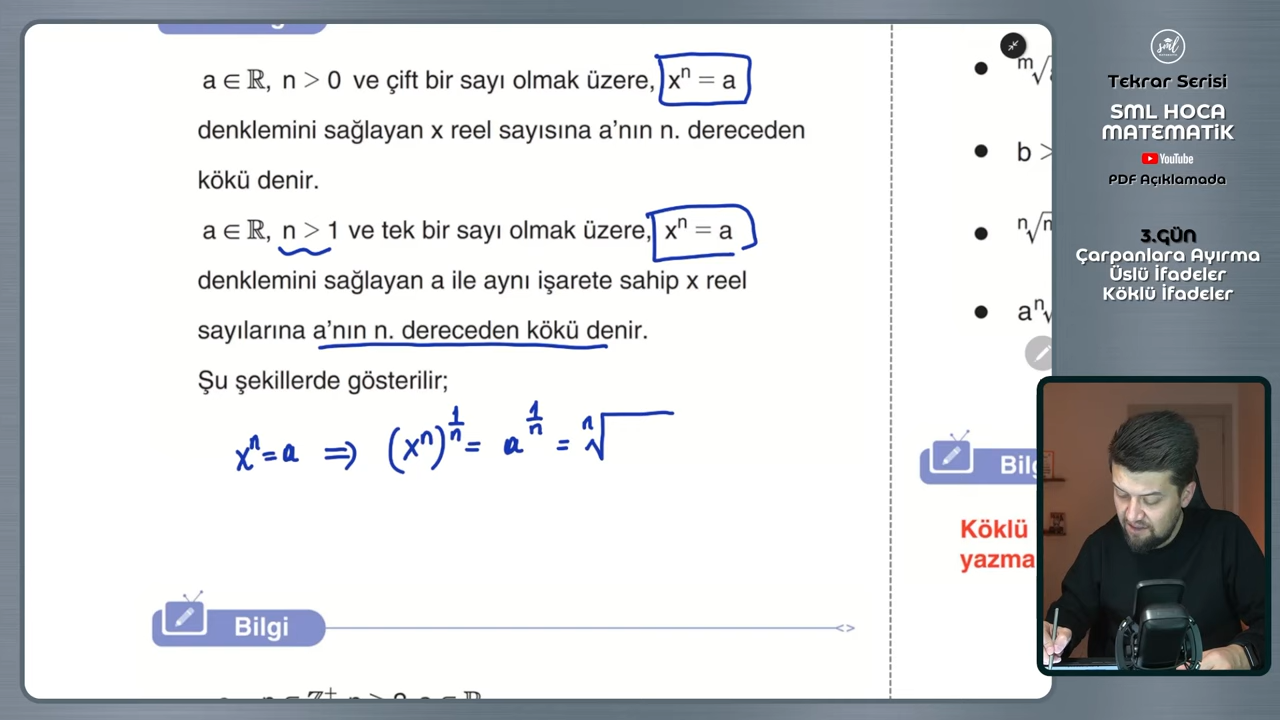 a ∈ ℝ, n > 0 ve çift bir sayı olmak üzere, xⁿ = a
denklemini sağlayan x reel sayısına a'nın n. dereceden
kökü denir.
a ∈ ℝ, n > 1 ve tek bir sayı olmak üzere, xⁿ = a
denklemini sağlayan a ile aynı işarete sahip x reel
sayılarına a'nın n. dereceden kökü denir.
Şu şekillerde gösterilir;
xⁿ = a ⇒ (xⁿ)^(1/n) = a^(1/n) = ⁿ√
Bilgi
• ᵐ√
• b >
• ⁿ√
• aⁿ√
Köklü
yazma
sml
Tekrar Serisi
SML HOCA
MATEMATİK
YouTube
PDF Açıklamada
3.GÜN
Çarpanlara Ayırma
Üslü İfadeler
Köklü İfadeler